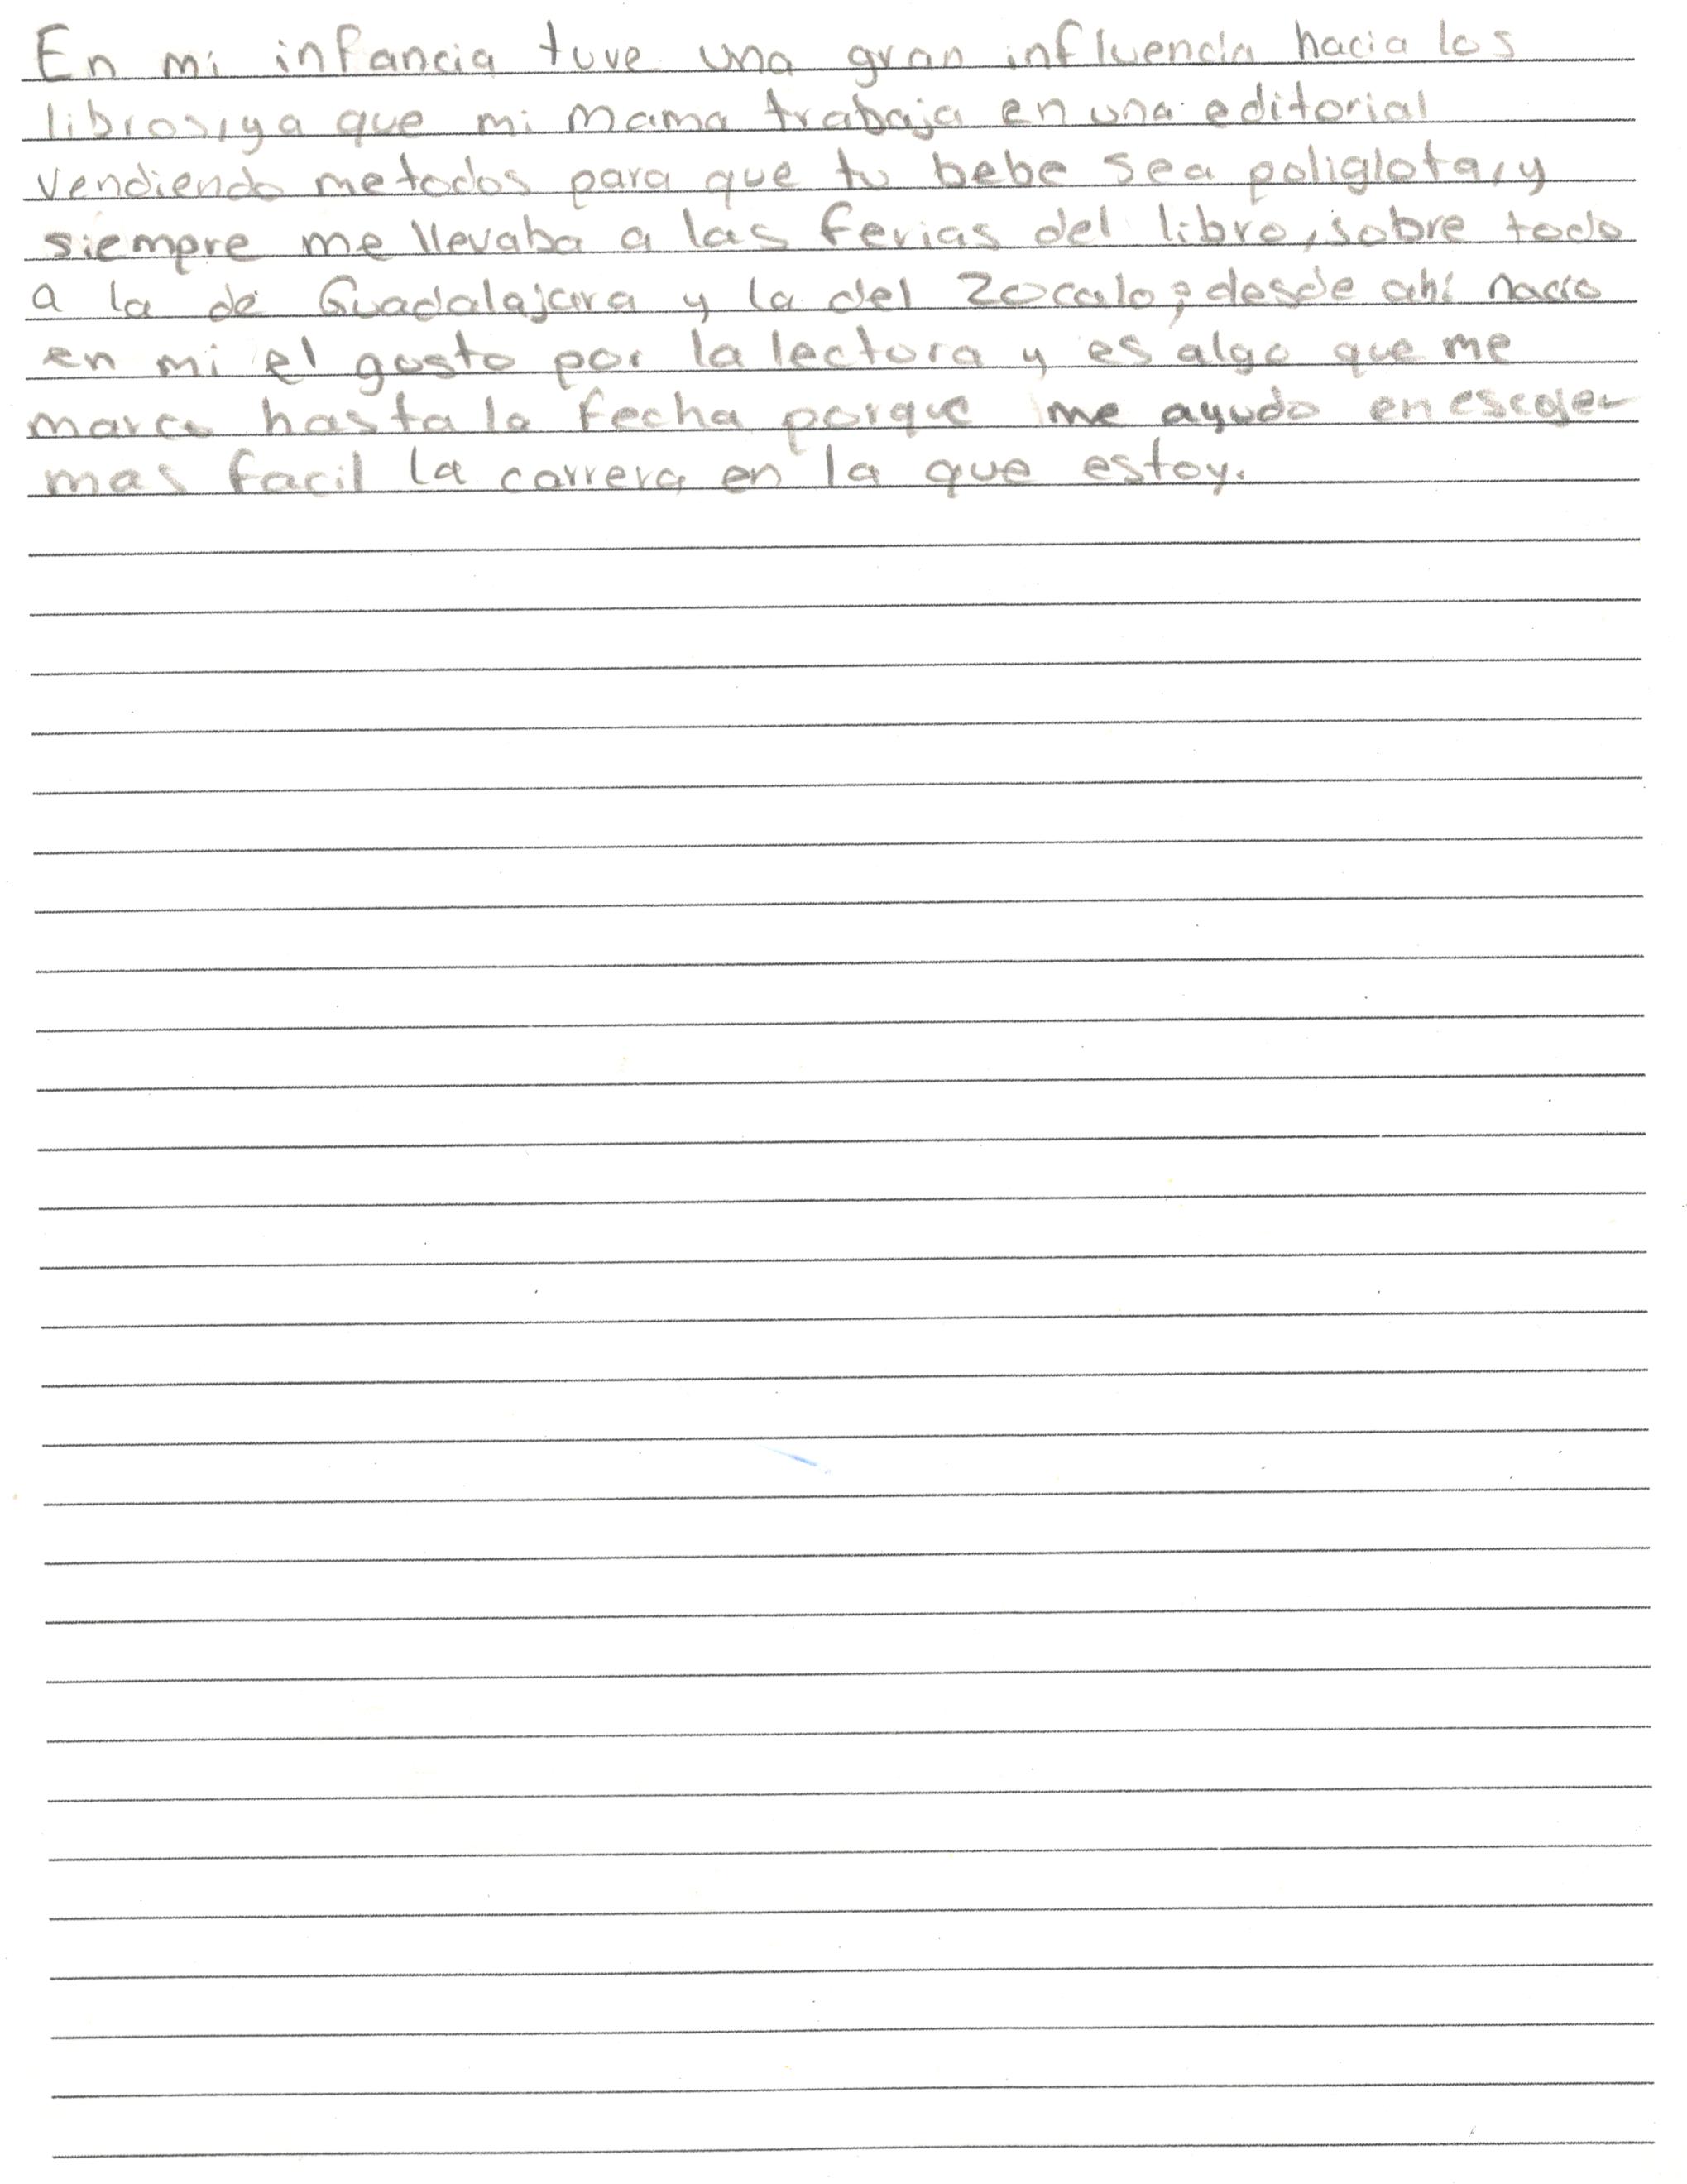 En mi infancia tuve una gran influencia hacia los
libros, ya que mi mama trabaja en una editorial
vendiendo metodos para que tu bebe sea poliglota, y
siempre me llevaba a las ferias del libro, sobre todo
a la de Guadalajara y la del Zocalo; desde ahí nacio
en mi el gusto por la lectura y es algo que me
marco hasta la fecha porque me ayudo en escojer
mas facil la carrera en la que estoy.